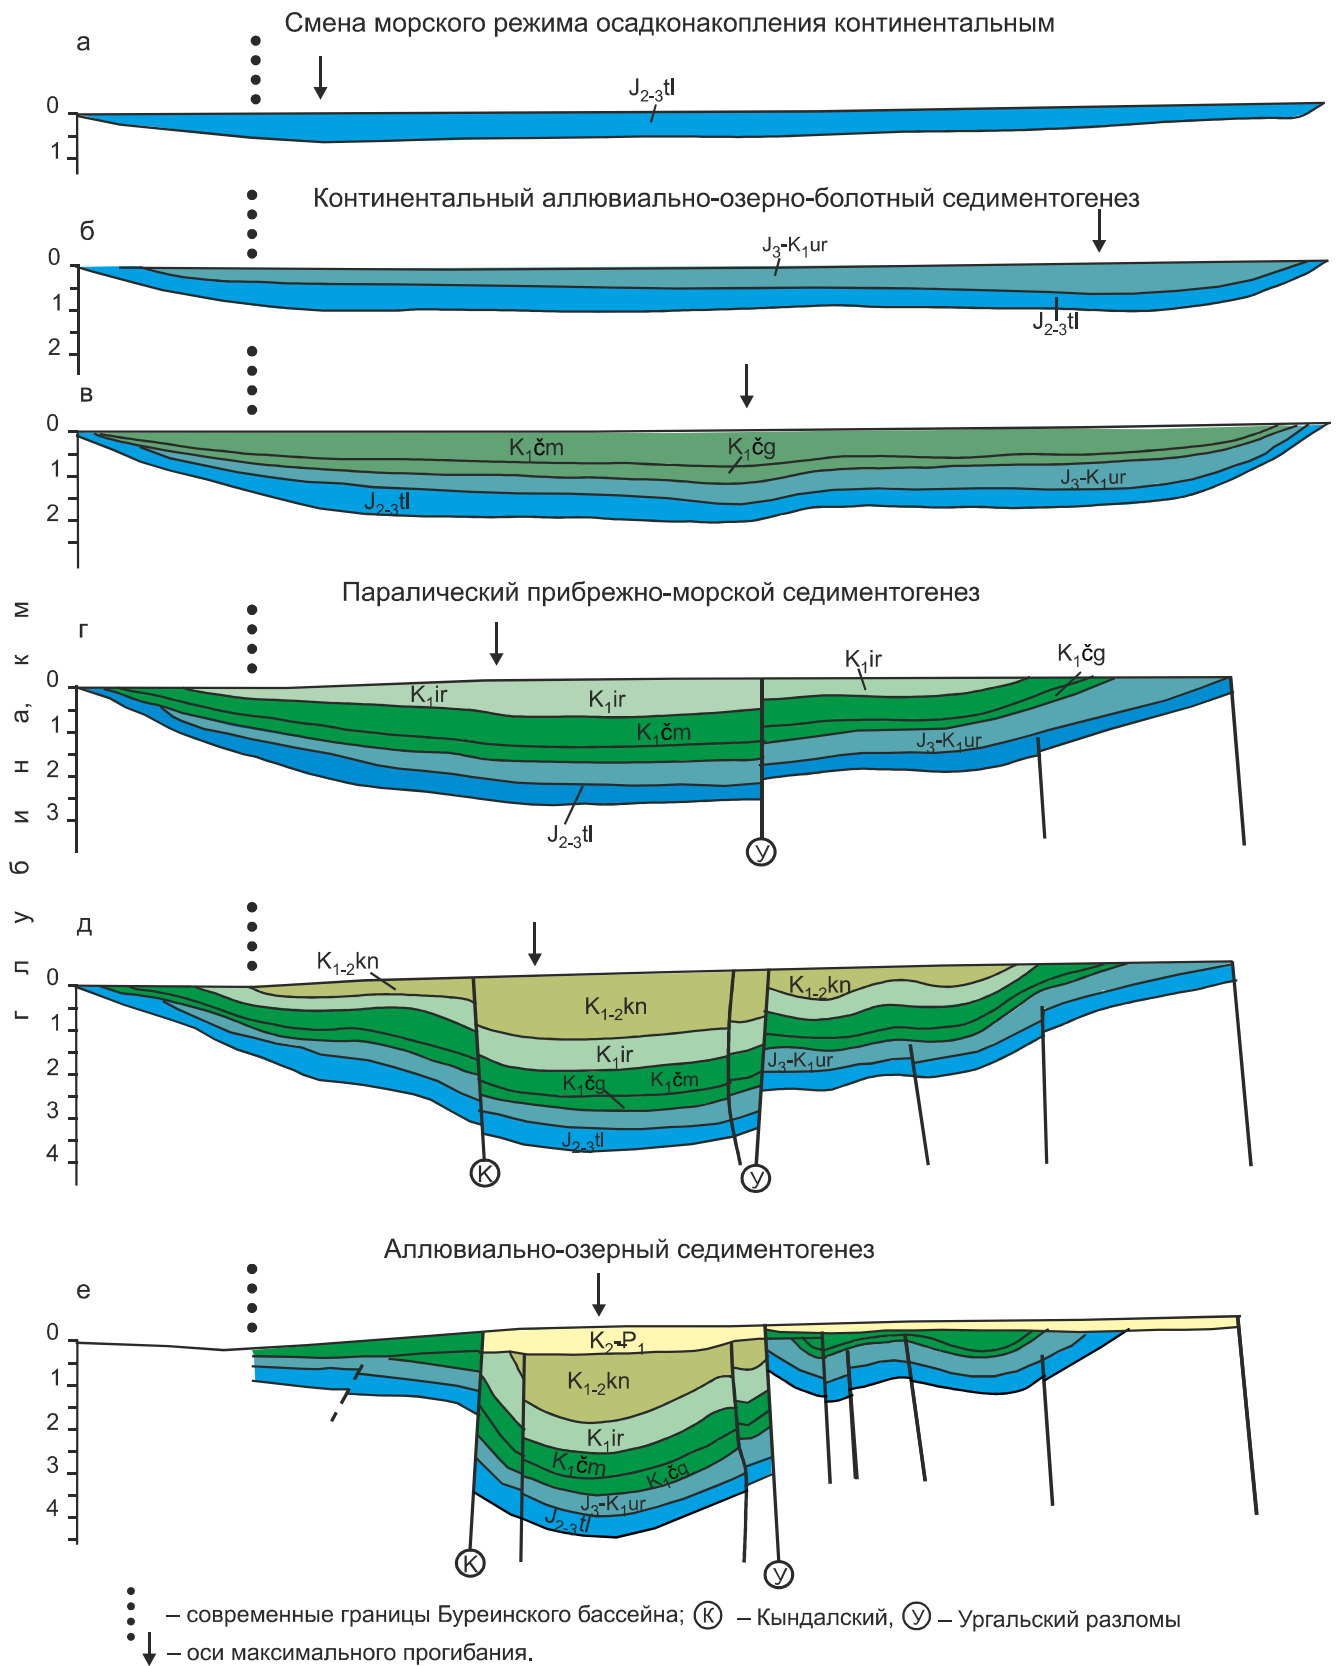 Смена морского режима осадконакопления континентальным
а
J₂₋₃tl
0
1
Континентальный аллювиально-озерно-болотный седиментогенез
б
J₃-K₁ur
0
1
2
J₂₋₃tl
в
0
1
2
K₁čm
K₁čg
J₃-K₁ur
J₂₋₃tl
Паралический прибрежно-морской седиментогенез
г
0
1
2
3
K₁ir
K₁čg
K₁ir
K₁ir
K₁čm
J₃-K₁ur
J₂₋₃tl
У
глубина, км
д
0
1
2
3
4
K₁₋₂kn
K₁₋₂kn
K₁₋₂kn
K₁ir
J₃-K₁ur
K₁čg
K₁čm
J₂₋₃tl
К
У
Аллювиально-озерный седиментогенез
е
0
1
2
3
4
K₂-P₁
K₁₋₂kn
K₁ir
K₁čm
K₁čg
J₃-K₁ur
J₂₋₃tl
К
У
– современные границы Буреинского бассейна; К – Кындалский, У – Ургальский разломы
– оси максимального прогибания.